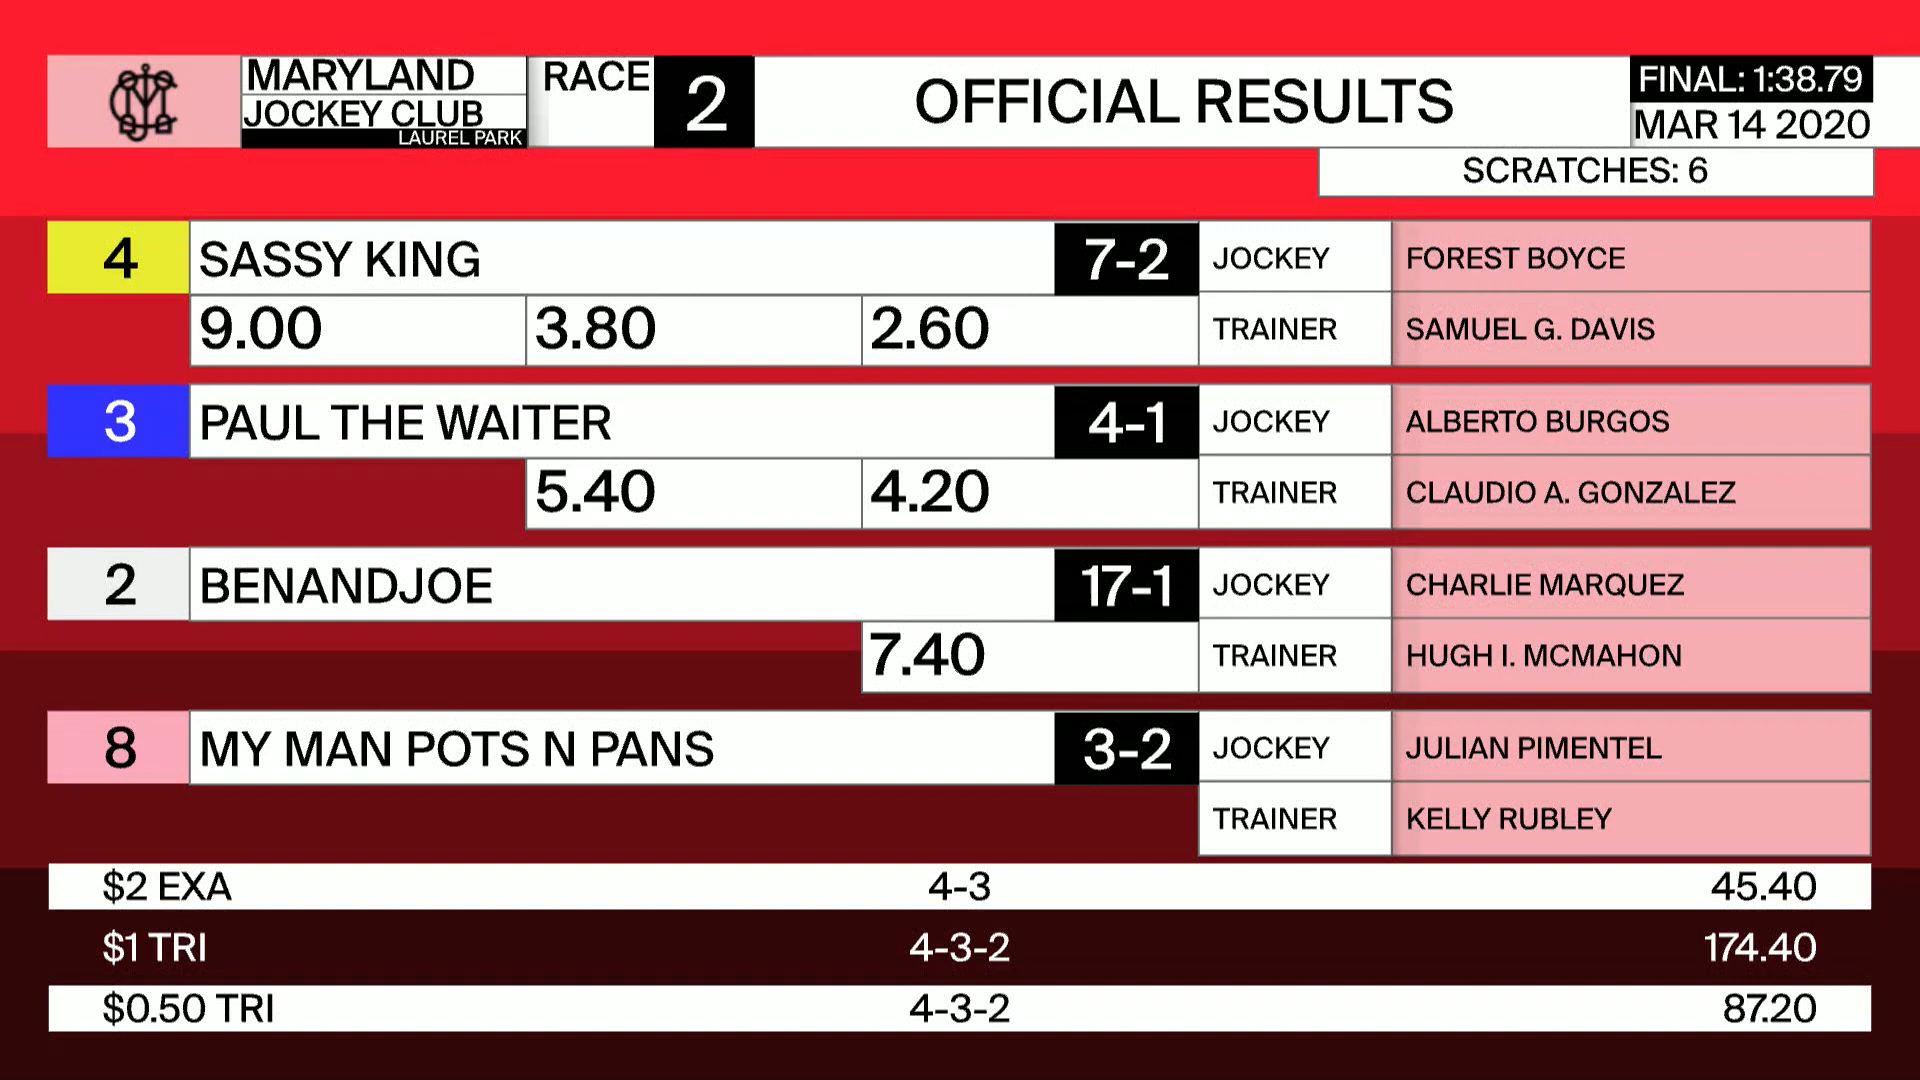 MARYLAND
JOCKEY CLUB
LAUREL PARK
RACE 2
OFFICIAL RESULTS
FINAL: 1:38.79
MAR 14 2020
SCRATCHES: 6
4 SASSY KING 7-2 JOCKEY FOREST BOYCE
9.00 3.80 2.60 TRAINER SAMUEL G. DAVIS
3 PAUL THE WAITER 4-1 JOCKEY ALBERTO BURGOS
5.40 4.20 TRAINER CLAUDIO A. GONZALEZ
2 BENANDJOE 17-1 JOCKEY CHARLIE MARQUEZ
7.40 TRAINER HUGH I. MCMAHON
8 MY MAN POTS N PANS 3-2 JOCKEY JULIAN PIMENTEL
TRAINER KELLY RUBLEY
$2 EXA 4-3 45.40
$1 TRI 4-3-2 174.40
$0.50 TRI 4-3-2 87.20